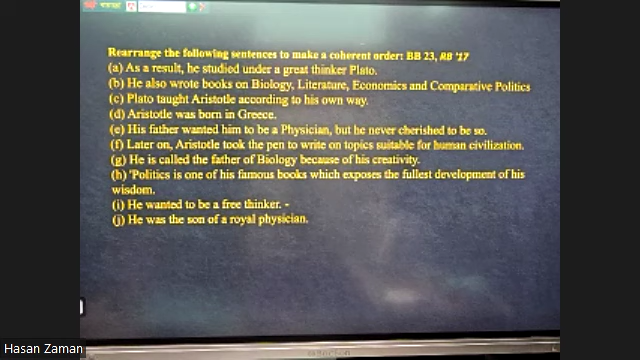 Rearrange the following sentences to make a coherent order: BB 23, RB '17
(a) As a result, he studied under a great thinker Plato.
(b) He also wrote books on Biology, Literature, Economics and Comparative Politics
(c) Plato taught Aristotle according to his own way.
(d) Aristotle was born in Greece.
(e) His father wanted him to be a Physician, but he never cherished to be so.
(f) Later on, Aristotle took the pen to write on topics suitable for human civilization.
(g) He is called the father of Biology because of his creativity.
(h) 'Politics is one of his famous books which exposes the fullest development of his
wisdom.
(i) He wanted to be a free thinker. -
(j) He was the son of a royal physician.
Hasan Zaman